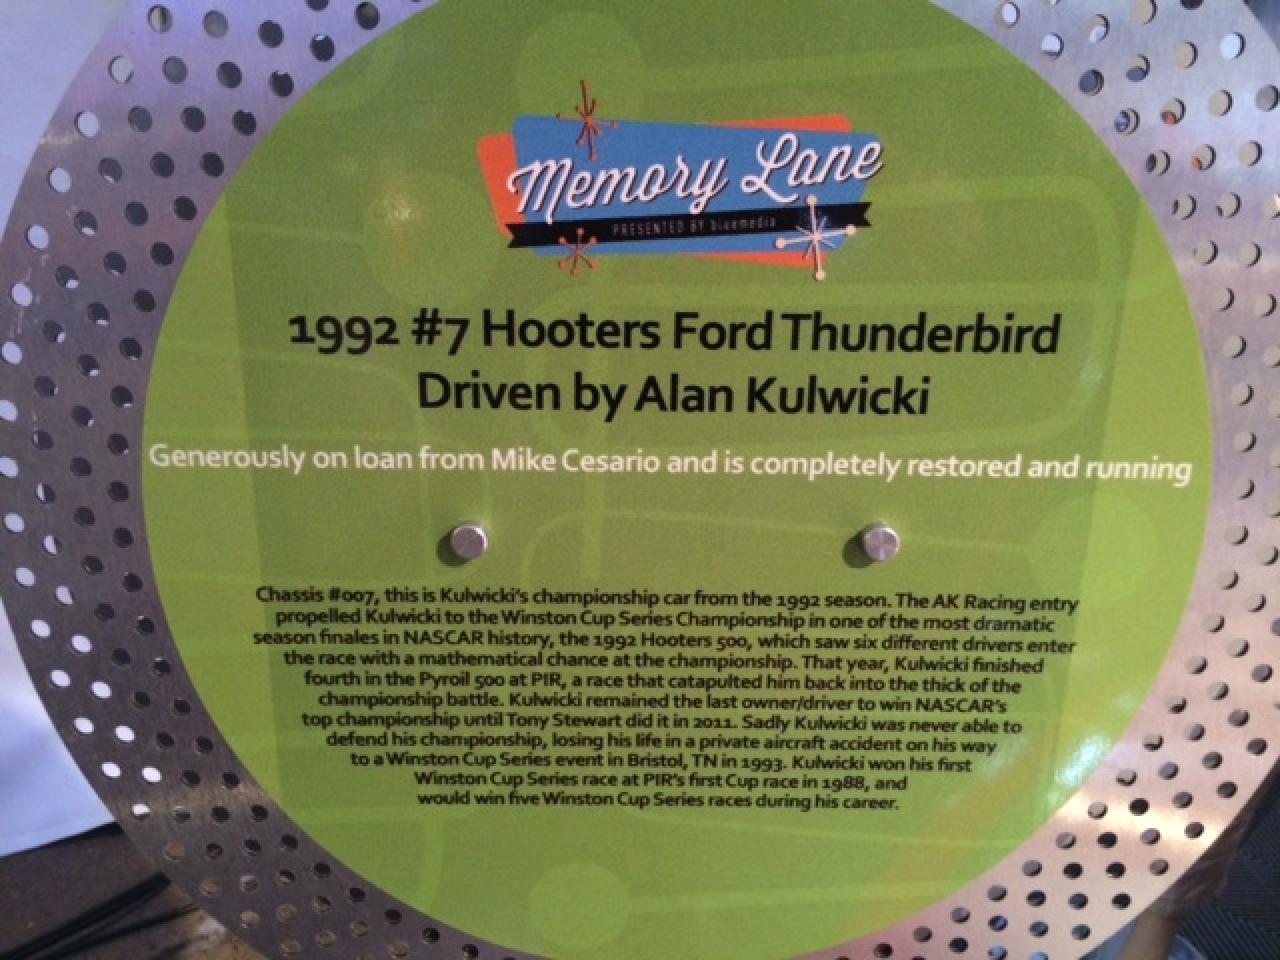 Memory Lane
PRESENTED BY bluemedia
1992 #7 Hooters Ford Thunderbird
Driven by Alan Kulwicki
Generously on loan from Mike Cesario and is completely restored and running
Chassis #007, this is Kulwicki's championship car from the 1992 season. The AK Racing entry
propelled Kulwicki to the Winston Cup Series Championship in one of the most dramatic
season finales in NASCAR history, the 1992 Hooters 500, which saw six different drivers enter
the race with a mathematical chance at the championship. That year, Kulwicki finished
fourth in the Pyroil 500 at PIR, a race that catapulted him back into the thick of the
championship battle. Kulwicki remained the last owner/driver to win NASCAR's
top championship until Tony Stewart did it in 2011. Sadly Kulwicki was never able to
defend his championship, losing his life in a private aircraft accident on his way
to a Winston Cup Series event in Bristol, TN in 1993. Kulwicki won his first
Winston Cup Series race at PIR's first Cup race in 1988, and
would win five Winston Cup Series races during his career.